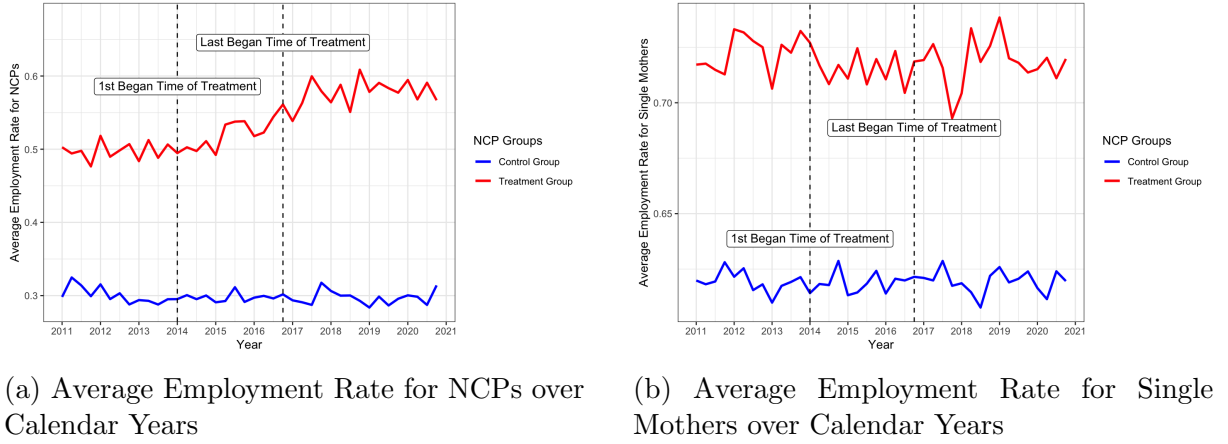 Average Employment Rate for NCPs
0.6
0.5
0.4
0.3
Last Began Time of Treatment
1st Began Time of Treatment
2011 2012 2013 2014 2015 2016 2017 2018 2019 2020 2021
Year
NCP Groups
Control Group
Treatment Group
(a) Average Employment Rate for NCPs over
Calendar Years
Average Employment Rate for Single Mothers
0.70
0.65
Last Began Time of Treatment
1st Began Time of Treatment
2011 2012 2013 2014 2015 2016 2017 2018 2019 2020 2021
Year
NCP Groups
Control Group
Treatment Group
(b) Average Employment Rate for Single
Mothers over Calendar Years